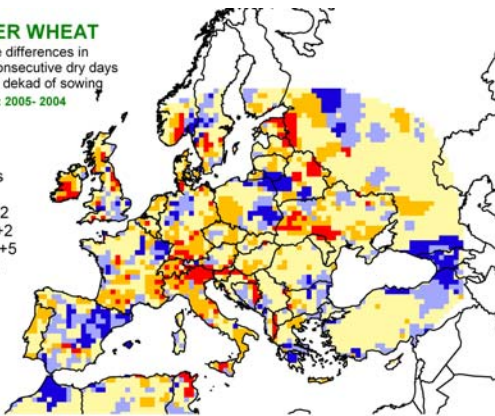 ER WHEAT
e differences in
onsecutive dry days
dekad of sowing
: 2005- 2004
s
2
+2
+5